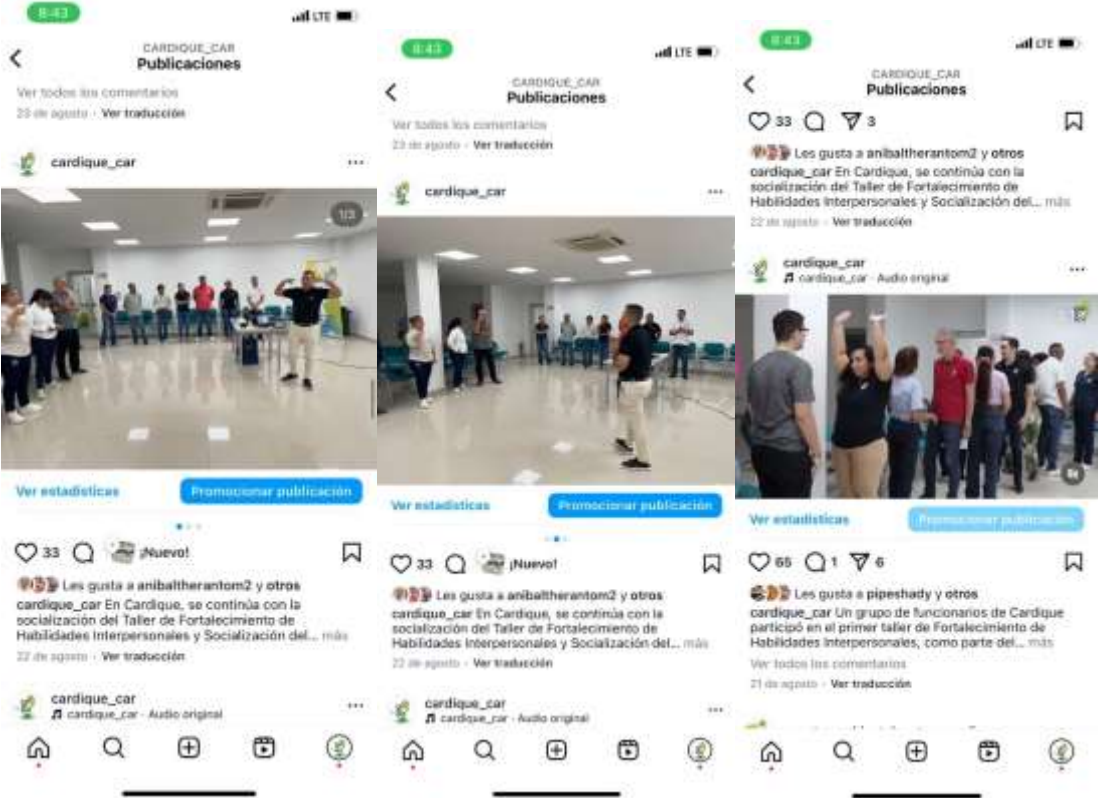 8:43
LTE
CARDIQUE_CAR
Publicaciones
Ver todos los comentarios
23 de agosto · Ver traducción
cardique_car
1/3
Ver estadísticas
Promocionar publicación
33
¡Nuevo!
Les gusta a anibaltherantom2 y otros
cardique_car En Cardique, se continúa con la
socialización del Taller de Fortalecimiento de
Habilidades Interpersonales y Socialización del... más
22 de agosto · Ver traducción
cardique_car
cardique_car · Audio original
8:43
LTE
CARDIQUE_CAR
Publicaciones
Ver todos los comentarios
23 de agosto · Ver traducción
cardique_car
Ver estadísticas
Promocionar publicación
33
¡Nuevo!
Les gusta a anibaltherantom2 y otros
cardique_car En Cardique, se continúa con la
socialización del Taller de Fortalecimiento de
Habilidades Interpersonales y Socialización del... más
22 de agosto · Ver traducción
cardique_car
cardique_car · Audio original
8:43
LTE
CARDIQUE_CAR
Publicaciones
33 3
Les gusta a anibaltherantom2 y otros
cardique_car En Cardique, se continúa con la
socialización del Taller de Fortalecimiento de
Habilidades Interpersonales y Socialización del... más
22 de agosto · Ver traducción
cardique_car
cardique_car · Audio original
Ver estadísticas
Promocionar publicación
65 1 6
Les gusta a pipeshady y otros
cardique_car Un grupo de funcionarios de Cardique
participó en el primer taller de Fortalecimiento de
Habilidades Interpersonales, como parte del... más
Ver todos los comentarios
21 de agosto · Ver traducción